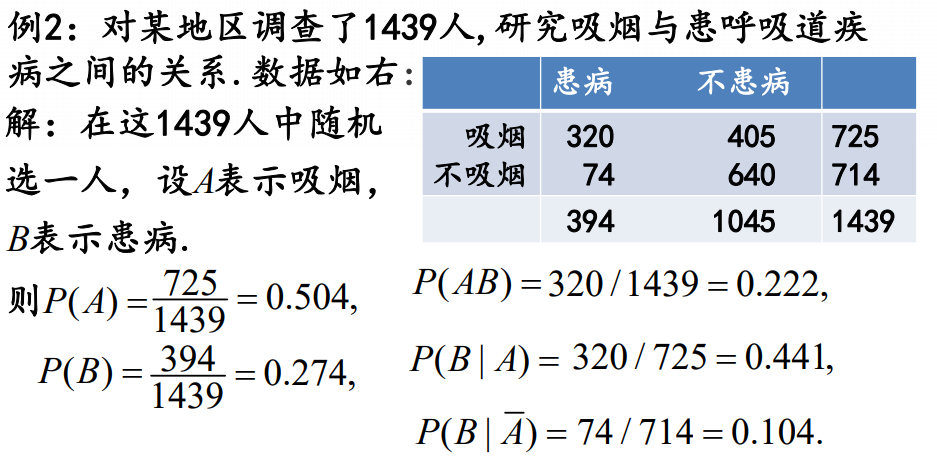 例2：对某地区调查了1439人,研究吸烟与患呼吸道疾
病之间的关系.数据如右：
患病 不患病
吸烟 320 405 725
不吸烟 74 640 714
394 1045 1439
解：在这1439人中随机
选一人，设A表示吸烟，
B表示患病.
则P(A)=725/1439=0.504,
P(B)=394/1439=0.274,
P(AB)=320/1439=0.222,
P(B|A)=320/725=0.441,
P(B|A̅)=74/714=0.104.